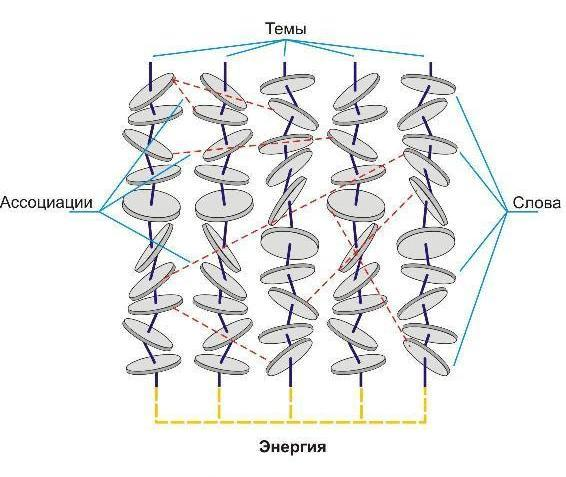 Темы
Ассоциации
Слова
Энергия